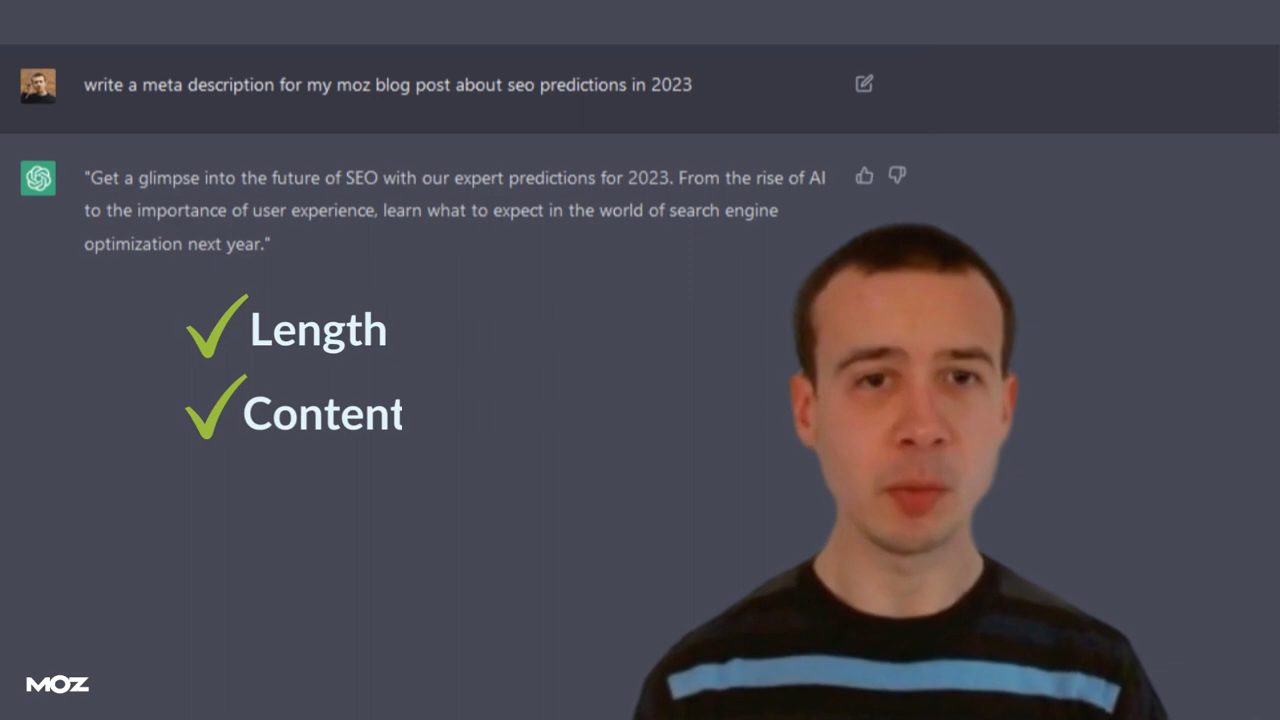 write a meta description for my moz blog post about seo predictions in 2023
"Get a glimpse into the future of SEO with our expert predictions for 2023. From the rise of AI
to the importance of user experience, learn what to expect in the world of search engine
optimization next year."
Length
Content
MOZ